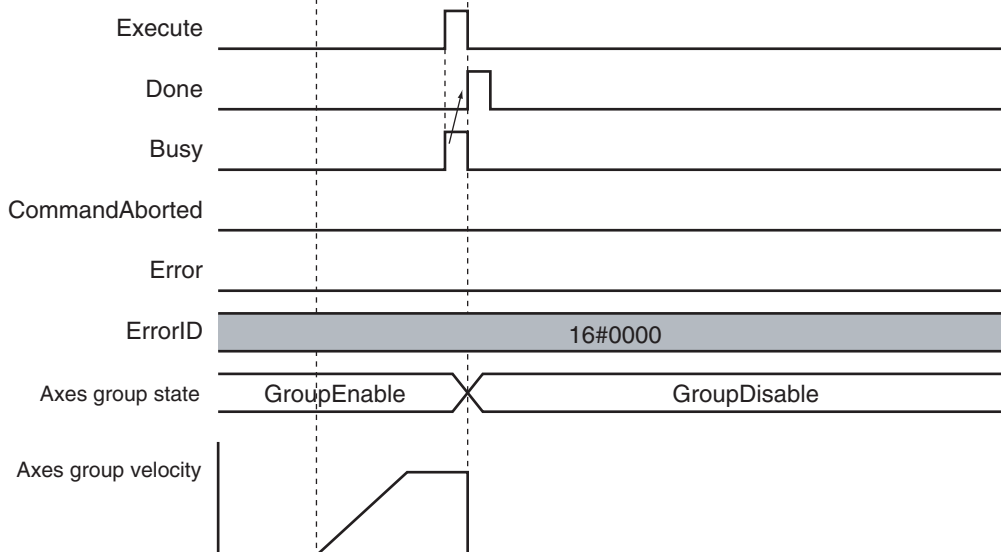 Execute
Done
Busy
CommandAborted
Error
ErrorID
16#0000
Axes group state
GroupEnable
GroupDisable
Axes group velocity